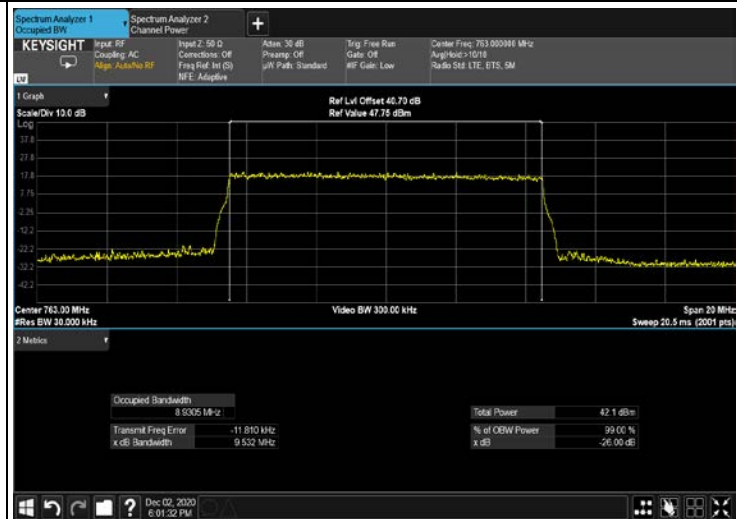 Spectrum Analyzer 1
Occupied BW
Spectrum Analyzer 2
Channel Power
+
KEYSIGHT
LXI
Input: RF
Coupling: AC
Align: Auto/No RF
Input Z: 50 Ω
Corrections: Off
Freq Ref: Int (S)
NFE: Adaptive
Atten: 30 dB
Preamp: Off
µW Path: Standard
Trig: Free Run
Gate: Off
#IF Gain: Low
Center Freq: 763.000000 MHz
Avg|Hold:>10/10
Radio Std: LTE, BTS, 5M
1 Graph
Scale/Div 10.0 dB
Ref Lvl Offset 40.70 dB
Ref Value 47.75 dBm
Log
37.8
27.8
17.8
7.75
-2.25
-12.2
-22.2
-32.2
-42.2
Center 763.00 MHz
#Res BW 30.000 kHz
Video BW 300.00 kHz
Span 20 MHz
Sweep 20.5 ms (2001 pts)
2 Metrics
Occupied Bandwidth
8.9305 MHz
Transmit Freq Error -11.810 kHz
x dB Bandwidth 9.532 MHz
Total Power 42.1 dBm
% of OBW Power 99.00 %
x dB -26.00 dB
?
Dec 02, 2020
6:01:32 PM